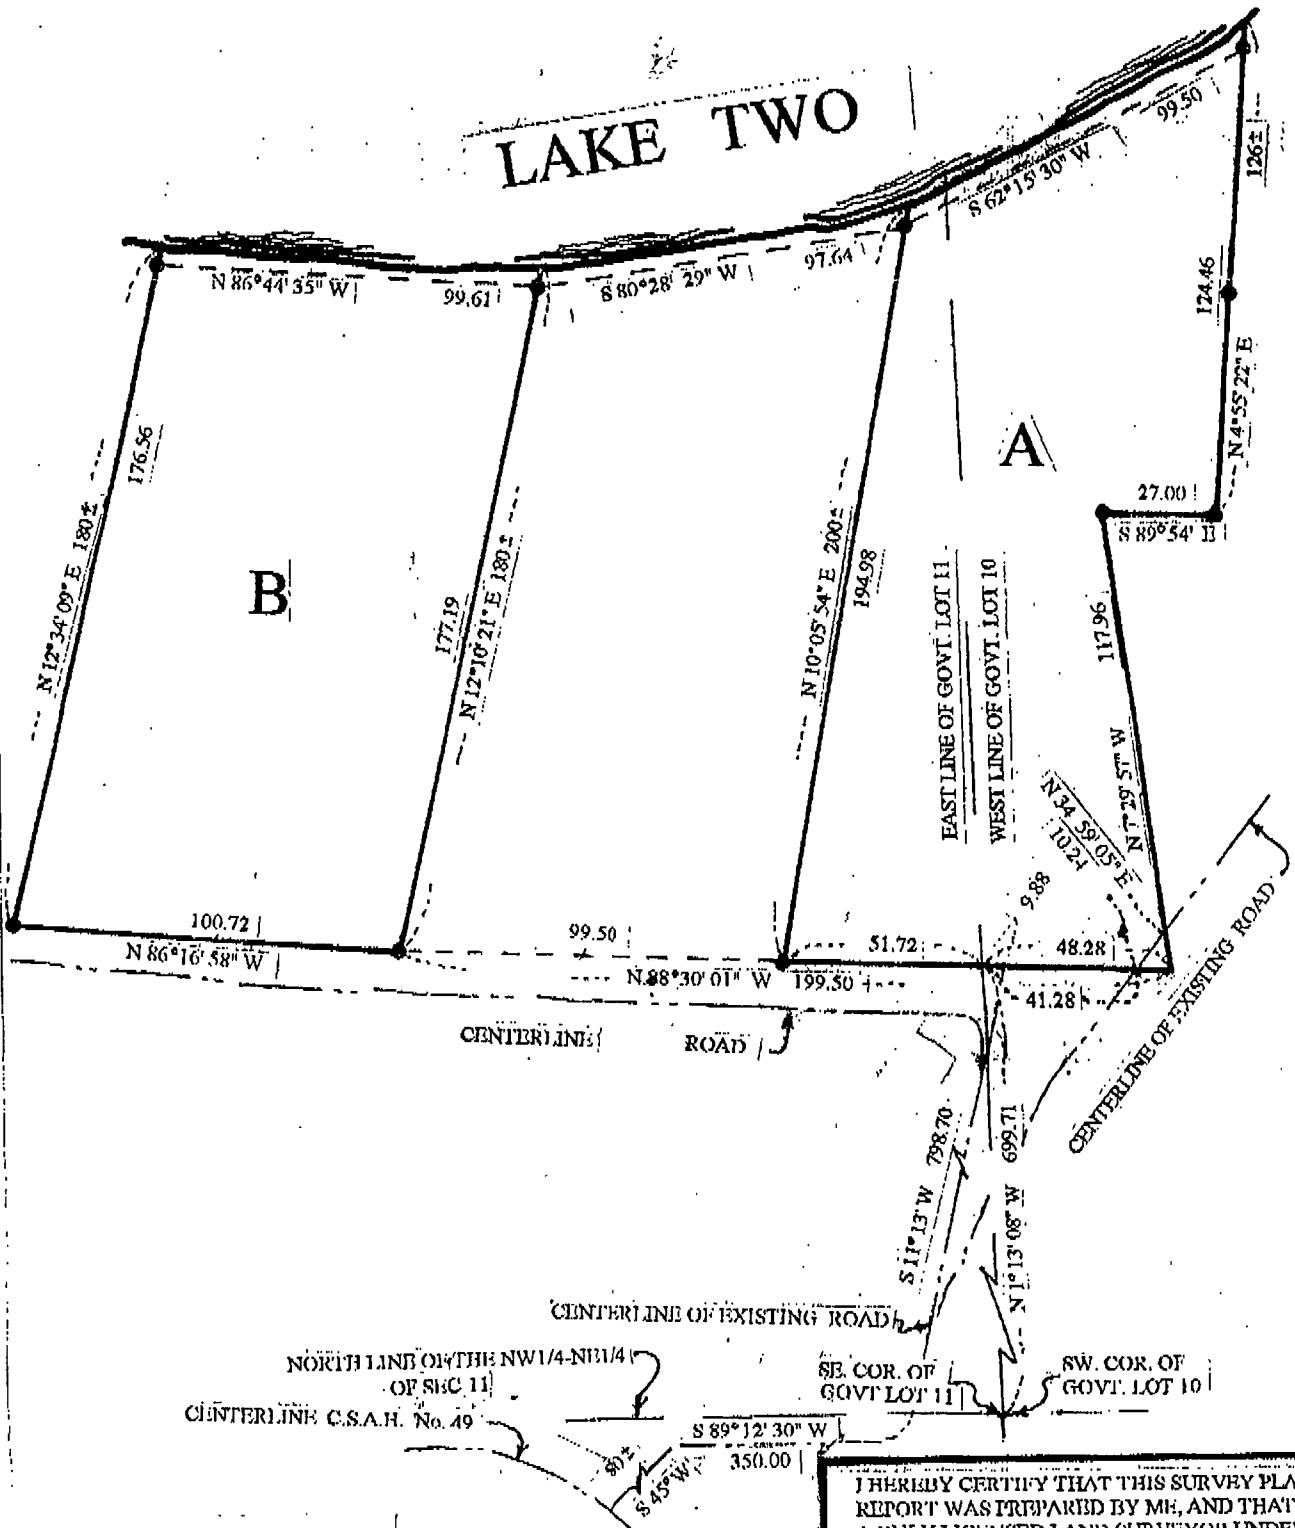 LAKE TWO
99.50
126±
S 62°15'30" W
97.64
S 80°28'29" W
N 86°44'35" W
99.61
124.46
N 4°55'22" E
A
27.00
S 89°54' E
176.56
N 12°34'09" E 180±
B
177.19
N 12°10'21" E 180±
N 10°05'54" E 200±
194.98
EAST LINE OF GOVT. LOT 11
WEST LINE OF GOVT. LOT 10
117.96
N 7°29'51" W
N 34 59'05" E
10.24
9.88
100.72
N 86°16'58" W
99.50
N 88°30'01" W 199.50
51.72
48.28
41.28
CENTERLINE ROAD
CENTERLINE OF EXISTING ROAD
S 11°13' W 798.70
N 1°13'08" W 699.71
CENTERLINE OF EXISTING ROAD
NORTH LINE OF THE NW1/4-NE1/4
OF SEC 11
CENTERLINE C.S.A.H. No. 49
SE. COR. OF
GOVT LOT 11
SW. COR. OF
GOVT. LOT 10
S 89°12'30" W
350.00
80±
S 45° W
I HEREBY CERTIFY THAT THIS SURVEY PLA
REPORT WAS PREPARED BY ME, AND THAT